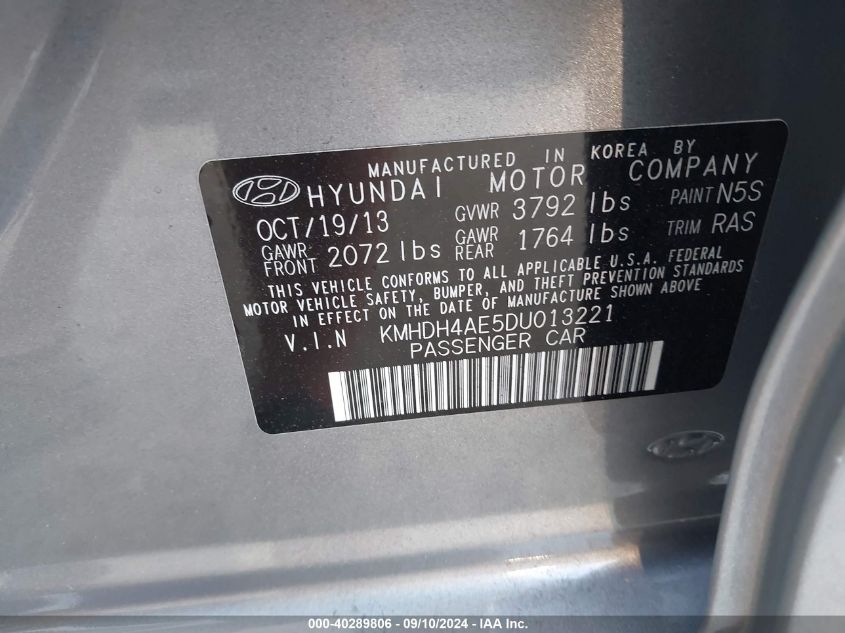 MANUFACTURED IN KOREA BY
HYUNDAI MOTOR COMPANY
OCT/19/13 GVWR 3792 lbs PAINT N5S
GAWR FRONT 2072 lbs GAWR REAR 1764 lbs TRIM RAS
THIS VEHICLE CONFORMS TO ALL APPLICABLE U.S.A. FEDERAL
MOTOR VEHICLE SAFETY, BUMPER, AND THEFT PREVENTION STANDARDS
IN EFFECT ON THE DATE OF MANUFACTURE SHOWN ABOVE
V.I.N KMHDH4AE5DU013221
PASSENGER CAR
000-40289806 - 09/10/2024 - IAA Inc.